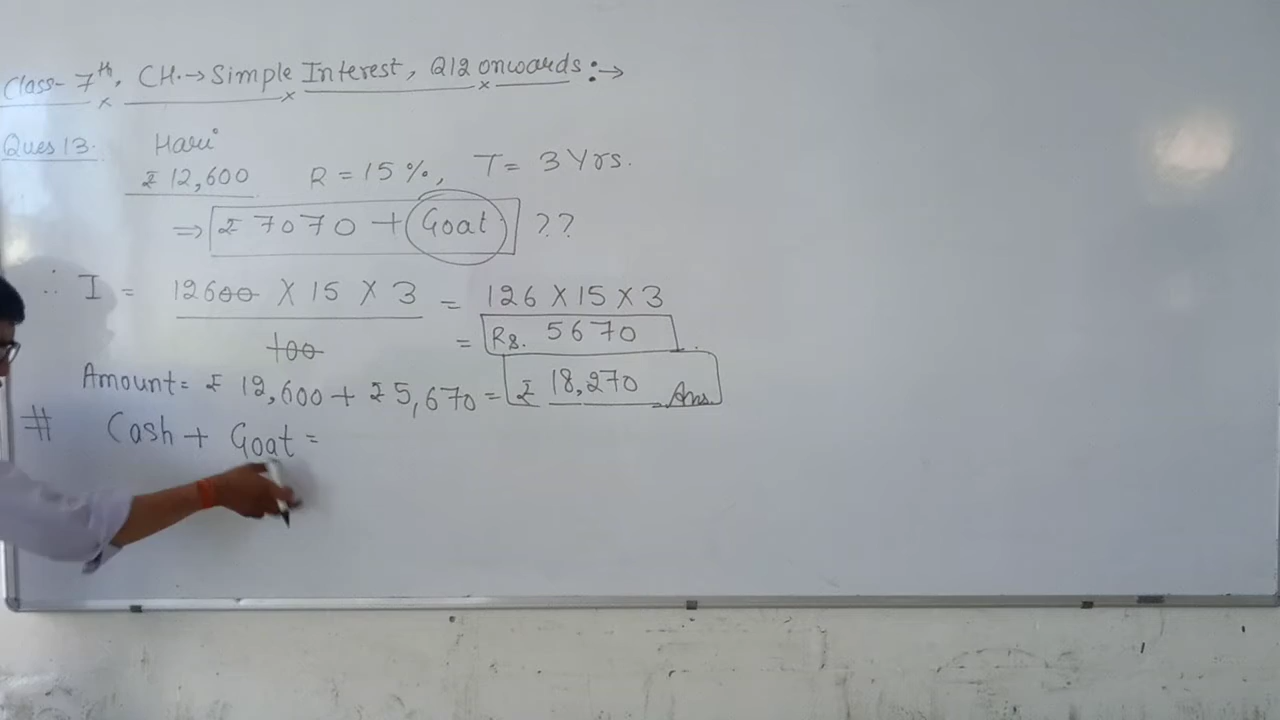 Class- 7th, CH.→ Simple Interest, Q12 onwards :→
Ques 13. Hari
₹ 12,600 R = 15%, T = 3 Yrs.
⇒ ₹ 7070 + Goat ??
∴ I = 12600 X 15 X 3 / 100 = 126 X 15 X 3
= Rs. 5670
Amount = ₹ 12,600 + ₹ 5,670 = ₹ 18,270 Ans.
# Cash + Goat =